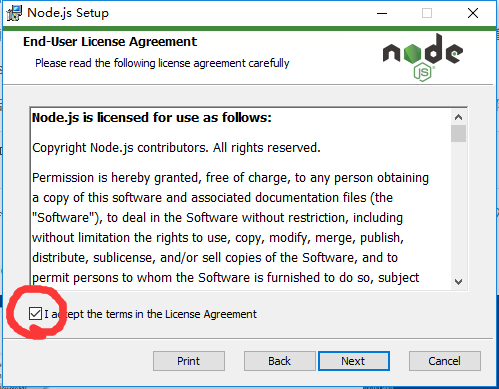 Node.js Setup
End-User License Agreement
Please read the following license agreement carefully
node
JS
Node.js is licensed for use as follows:
Copyright Node.js contributors. All rights reserved.
Permission is hereby granted, free of charge, to any person obtaining
a copy of this software and associated documentation files (the
"Software"), to deal in the Software without restriction, including
without limitation the rights to use, copy, modify, merge, publish,
distribute, sublicense, and/or sell copies of the Software, and to
permit persons to whom the Software is furnished to do so, subject
I accept the terms in the License Agreement
Print
Back
Next
Cancel